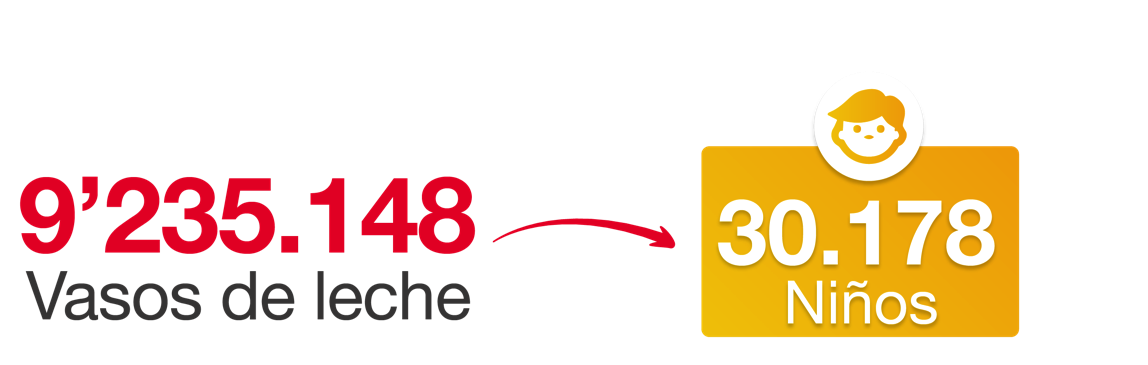 9’235.148
Vasos de leche
30.178
Niños